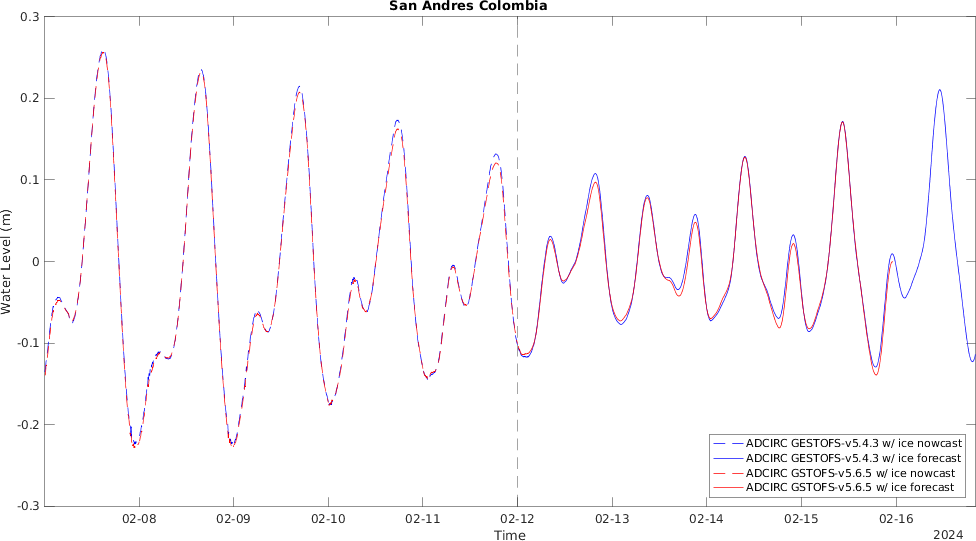 San Andres Colombia
0.3
0.2
0.1
0
-0.1
-0.2
-0.3
Water Level (m)
ADCIRC GESTOFS-v5.4.3 w/ ice nowcast
ADCIRC GESTOFS-v5.4.3 w/ ice forecast
ADCIRC GSTOFS-v5.6.5 w/ ice nowcast
ADCIRC GSTOFS-v5.6.5 w/ ice forecast
02-08 02-09 02-10 02-11 02-12 02-13 02-14 02-15 02-16
Time
2024